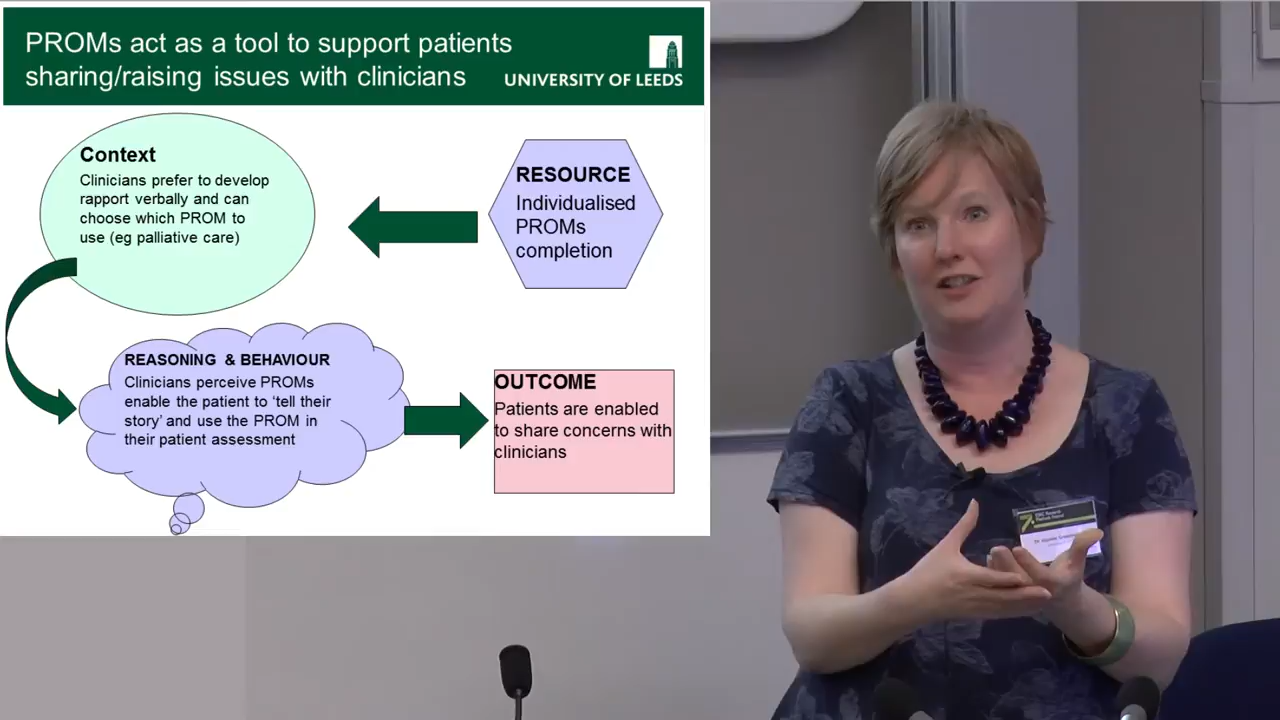 PROMs act as a tool to support patients
sharing/raising issues with clinicians
UNIVERSITY OF LEEDS
Context
Clinicians prefer to develop
rapport verbally and can
choose which PROM to
use (eg palliative care)
RESOURCE
Individualised
PROMs
completion
REASONING & BEHAVIOUR
Clinicians perceive PROMs
enable the patient to 'tell their
story' and use the PROM in
their patient assessment
OUTCOME
Patients are enabled
to share concerns with
clinicians